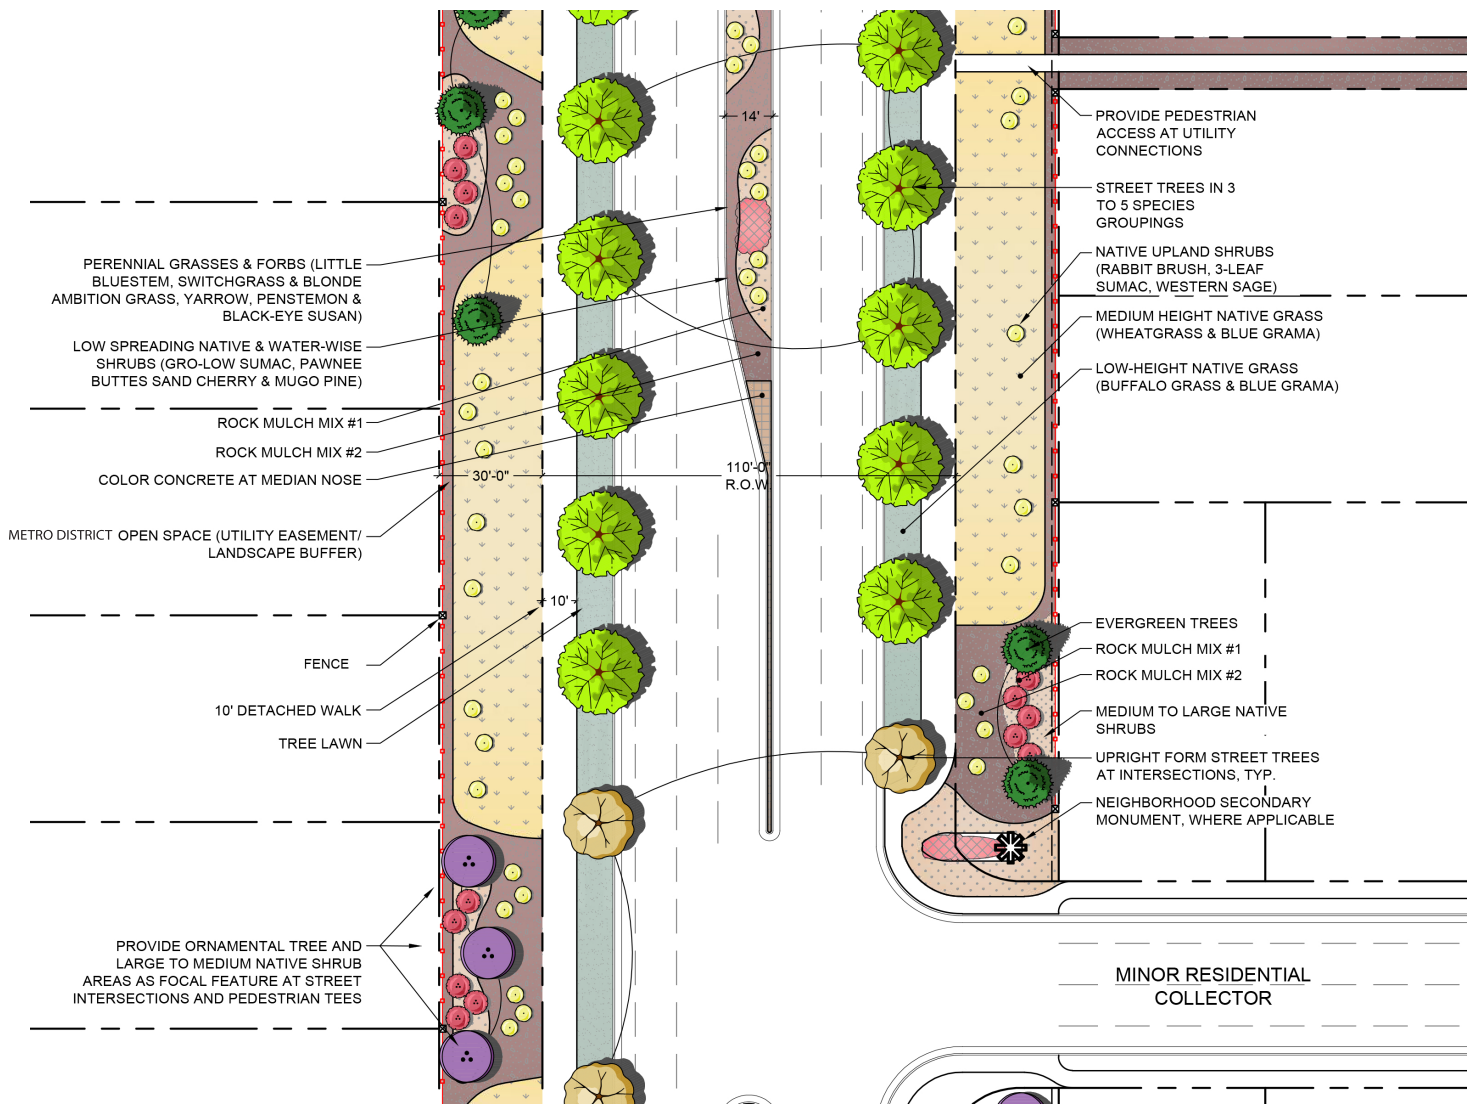 14'
PROVIDE PEDESTRIAN
ACCESS AT UTILITY
CONNECTIONS
STREET TREES IN 3
TO 5 SPECIES
GROUPINGS
NATIVE UPLAND SHRUBS
(RABBIT BRUSH, 3-LEAF
SUMAC, WESTERN SAGE)
MEDIUM HEIGHT NATIVE GRASS
(WHEATGRASS & BLUE GRAMA)
LOW-HEIGHT NATIVE GRASS
(BUFFALO GRASS & BLUE GRAMA)
PERENNIAL GRASSES & FORBS (LITTLE
BLUESTEM, SWITCHGRASS & BLONDE
AMBITION GRASS, YARROW, PENSTEMON &
BLACK-EYE SUSAN)
LOW SPREADING NATIVE & WATER-WISE
SHRUBS (GRO-LOW SUMAC, PAWNEE
BUTTES SAND CHERRY & MUGO PINE)
ROCK MULCH MIX #1
ROCK MULCH MIX #2
COLOR CONCRETE AT MEDIAN NOSE
30'-0"
110'-0"
R.O.W.
METRO DISTRICT OPEN SPACE (UTILITY EASEMENT/
LANDSCAPE BUFFER)
10'
FENCE
10' DETACHED WALK
TREE LAWN
EVERGREEN TREES
ROCK MULCH MIX #1
ROCK MULCH MIX #2
MEDIUM TO LARGE NATIVE
SHRUBS
UPRIGHT FORM STREET TREES
AT INTERSECTIONS, TYP.
NEIGHBORHOOD SECONDARY
MONUMENT, WHERE APPLICABLE
PROVIDE ORNAMENTAL TREE AND
LARGE TO MEDIUM NATIVE SHRUB
AREAS AS FOCAL FEATURE AT STREET
INTERSECTIONS AND PEDESTRIAN TEES
MINOR RESIDENTIAL
COLLECTOR